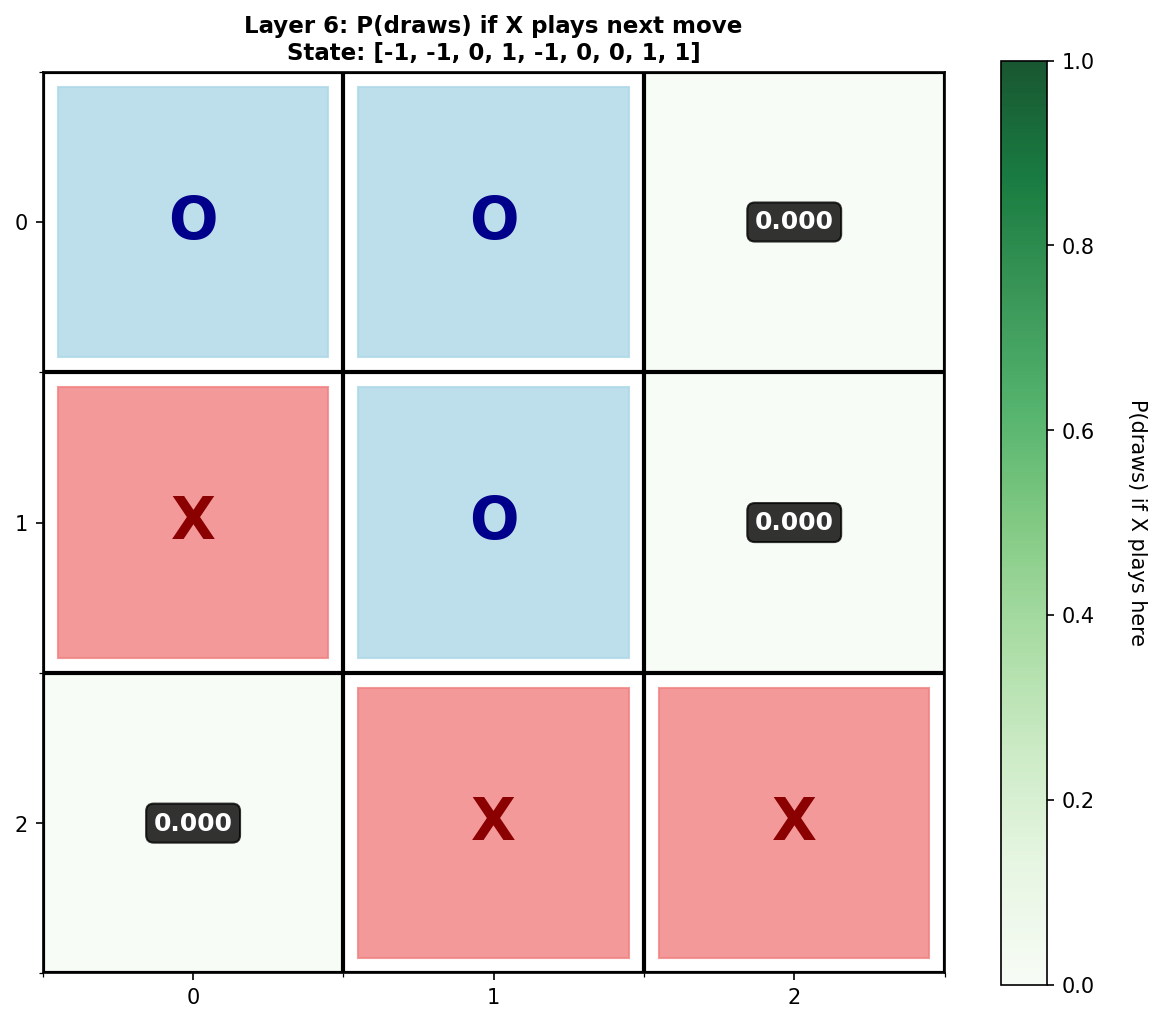 Layer 6: P(draws) if X plays next move
State: [-1, -1, 0, 1, -1, 0, 0, 1, 1]
0
O
O
0.000
1
X
O
0.000
2
0.000
X
X
0
1
2
1.0
0.8
0.6
0.4
0.2
0.0
P(draws) if X plays here